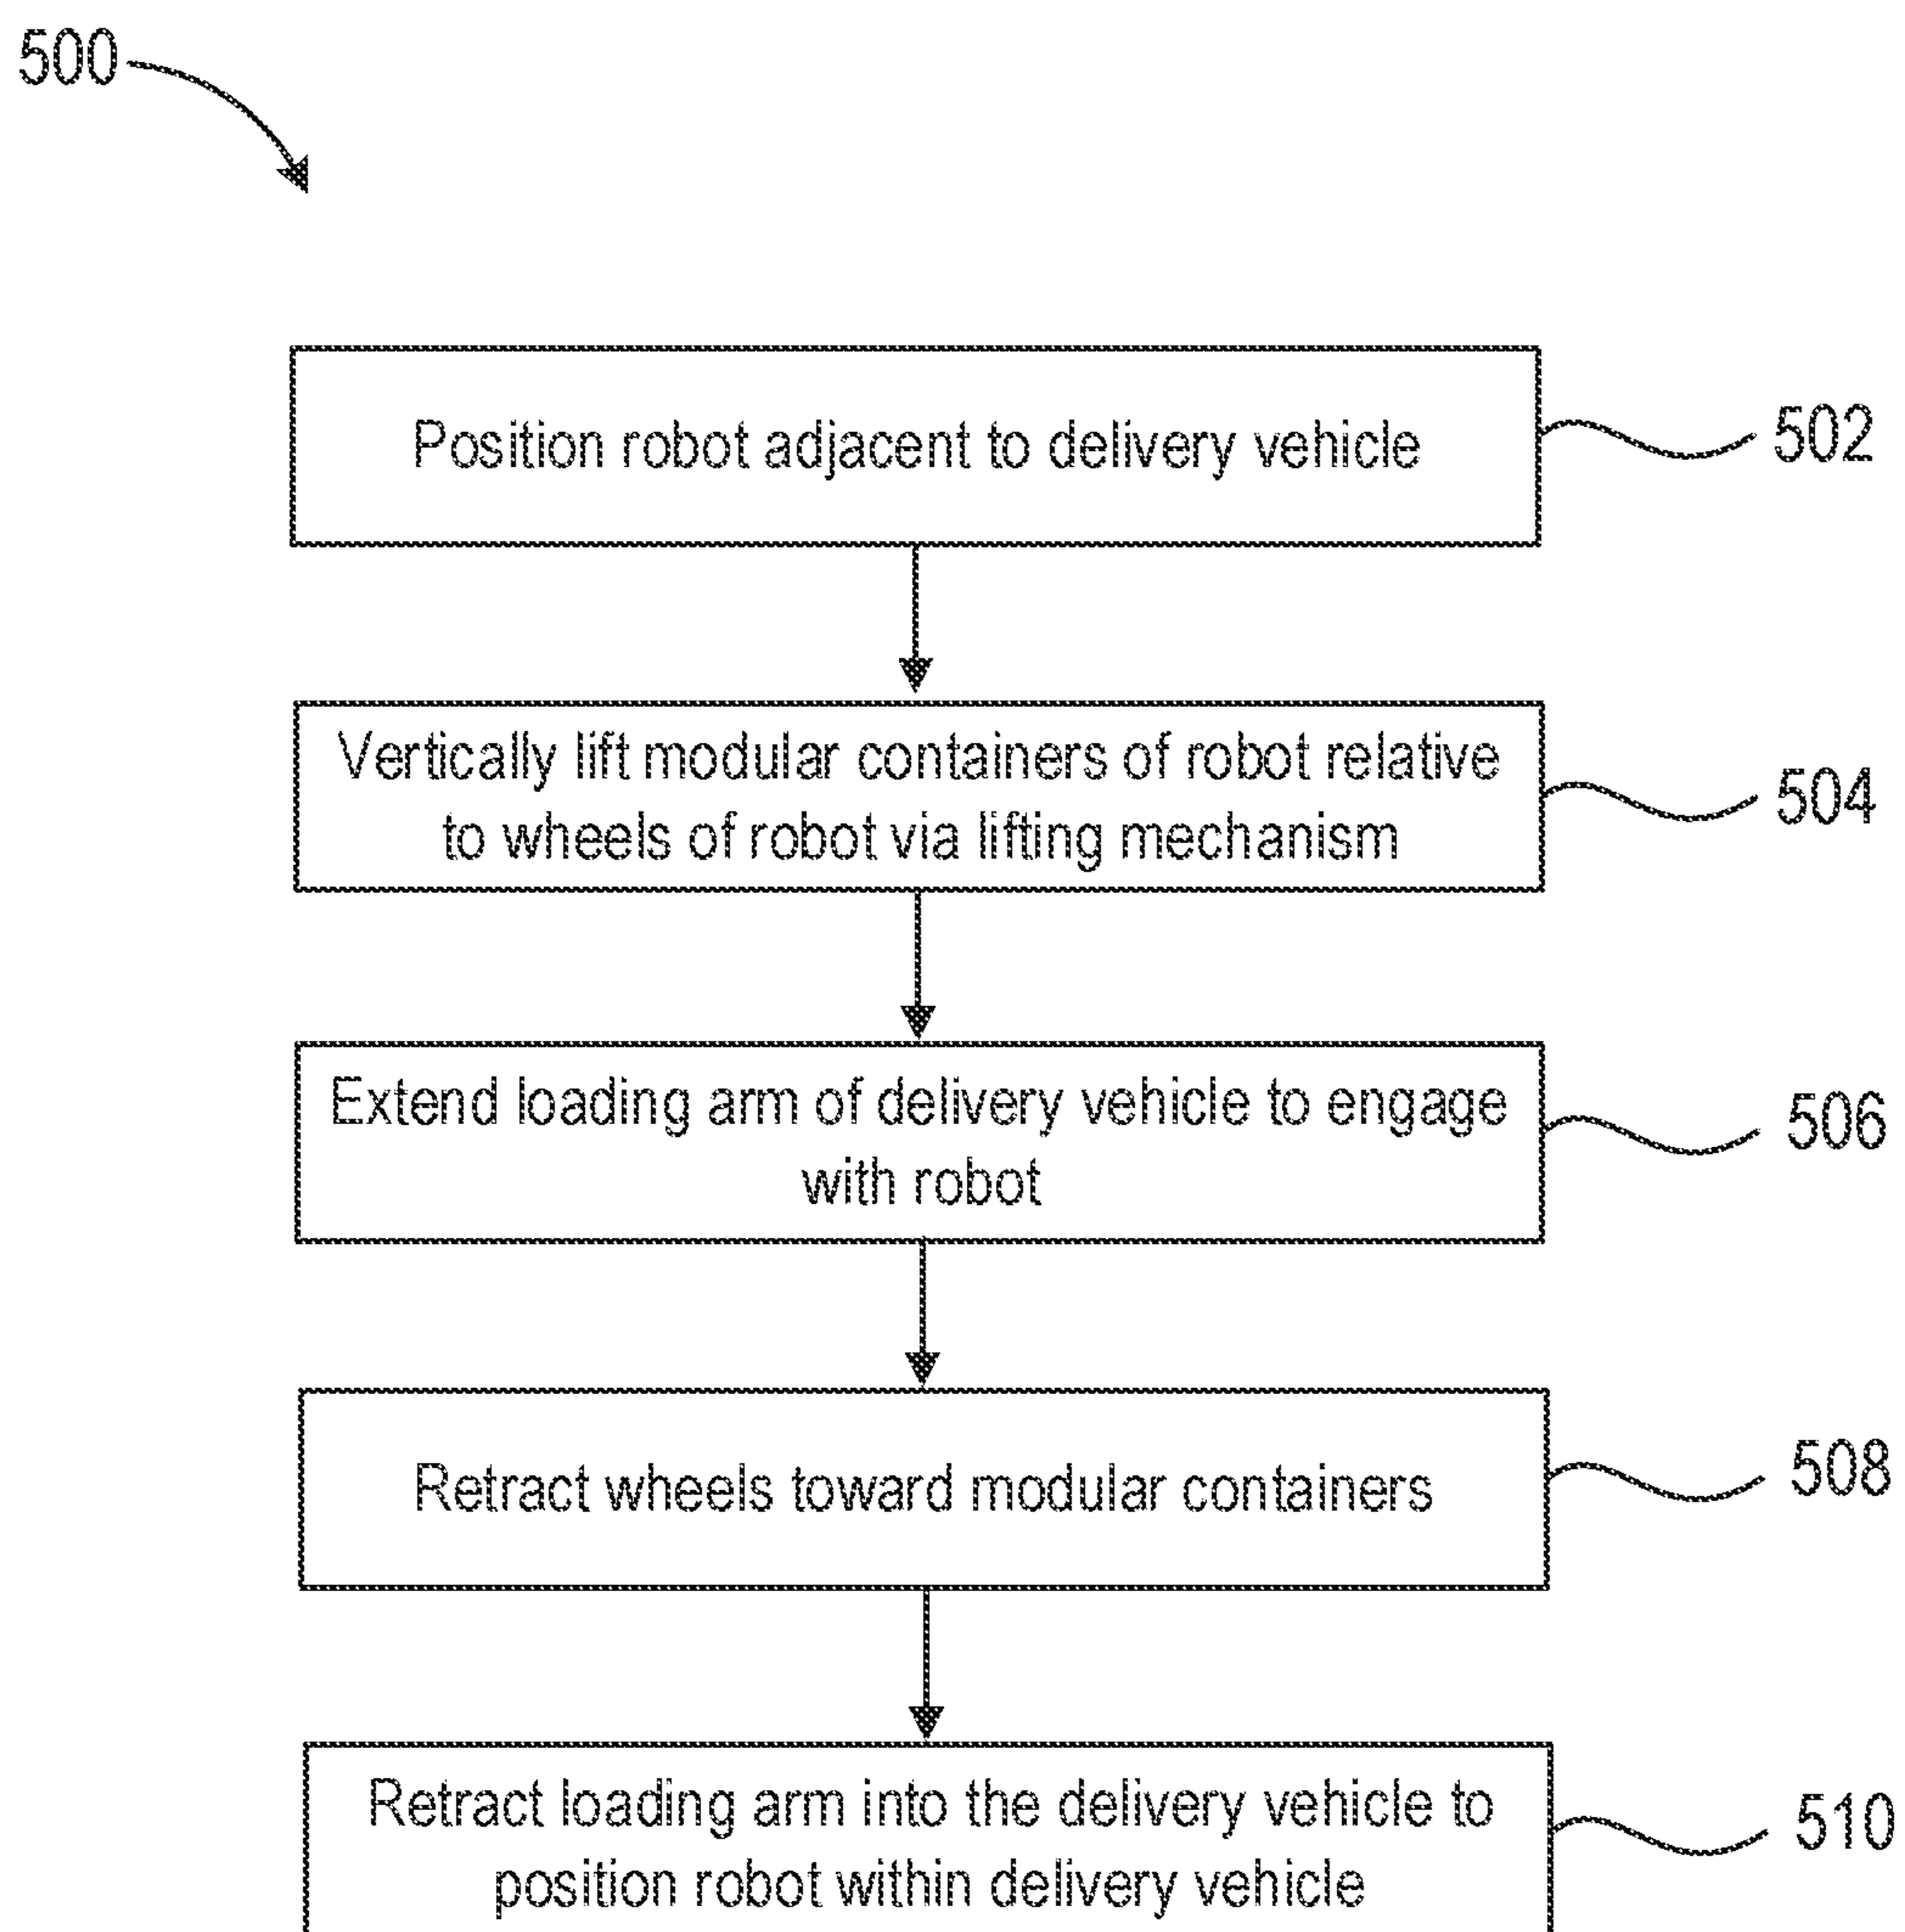 500
Position robot adjacent to delivery vehicle
502
Vertically lift modular containers of robot relative
to wheels of robot via lifting mechanism
504
Extend loading arm of delivery vehicle to engage
with robot
506
Retract wheels toward modular containers
508
Retract loading arm into the delivery vehicle to
position robot within delivery vehicle
510